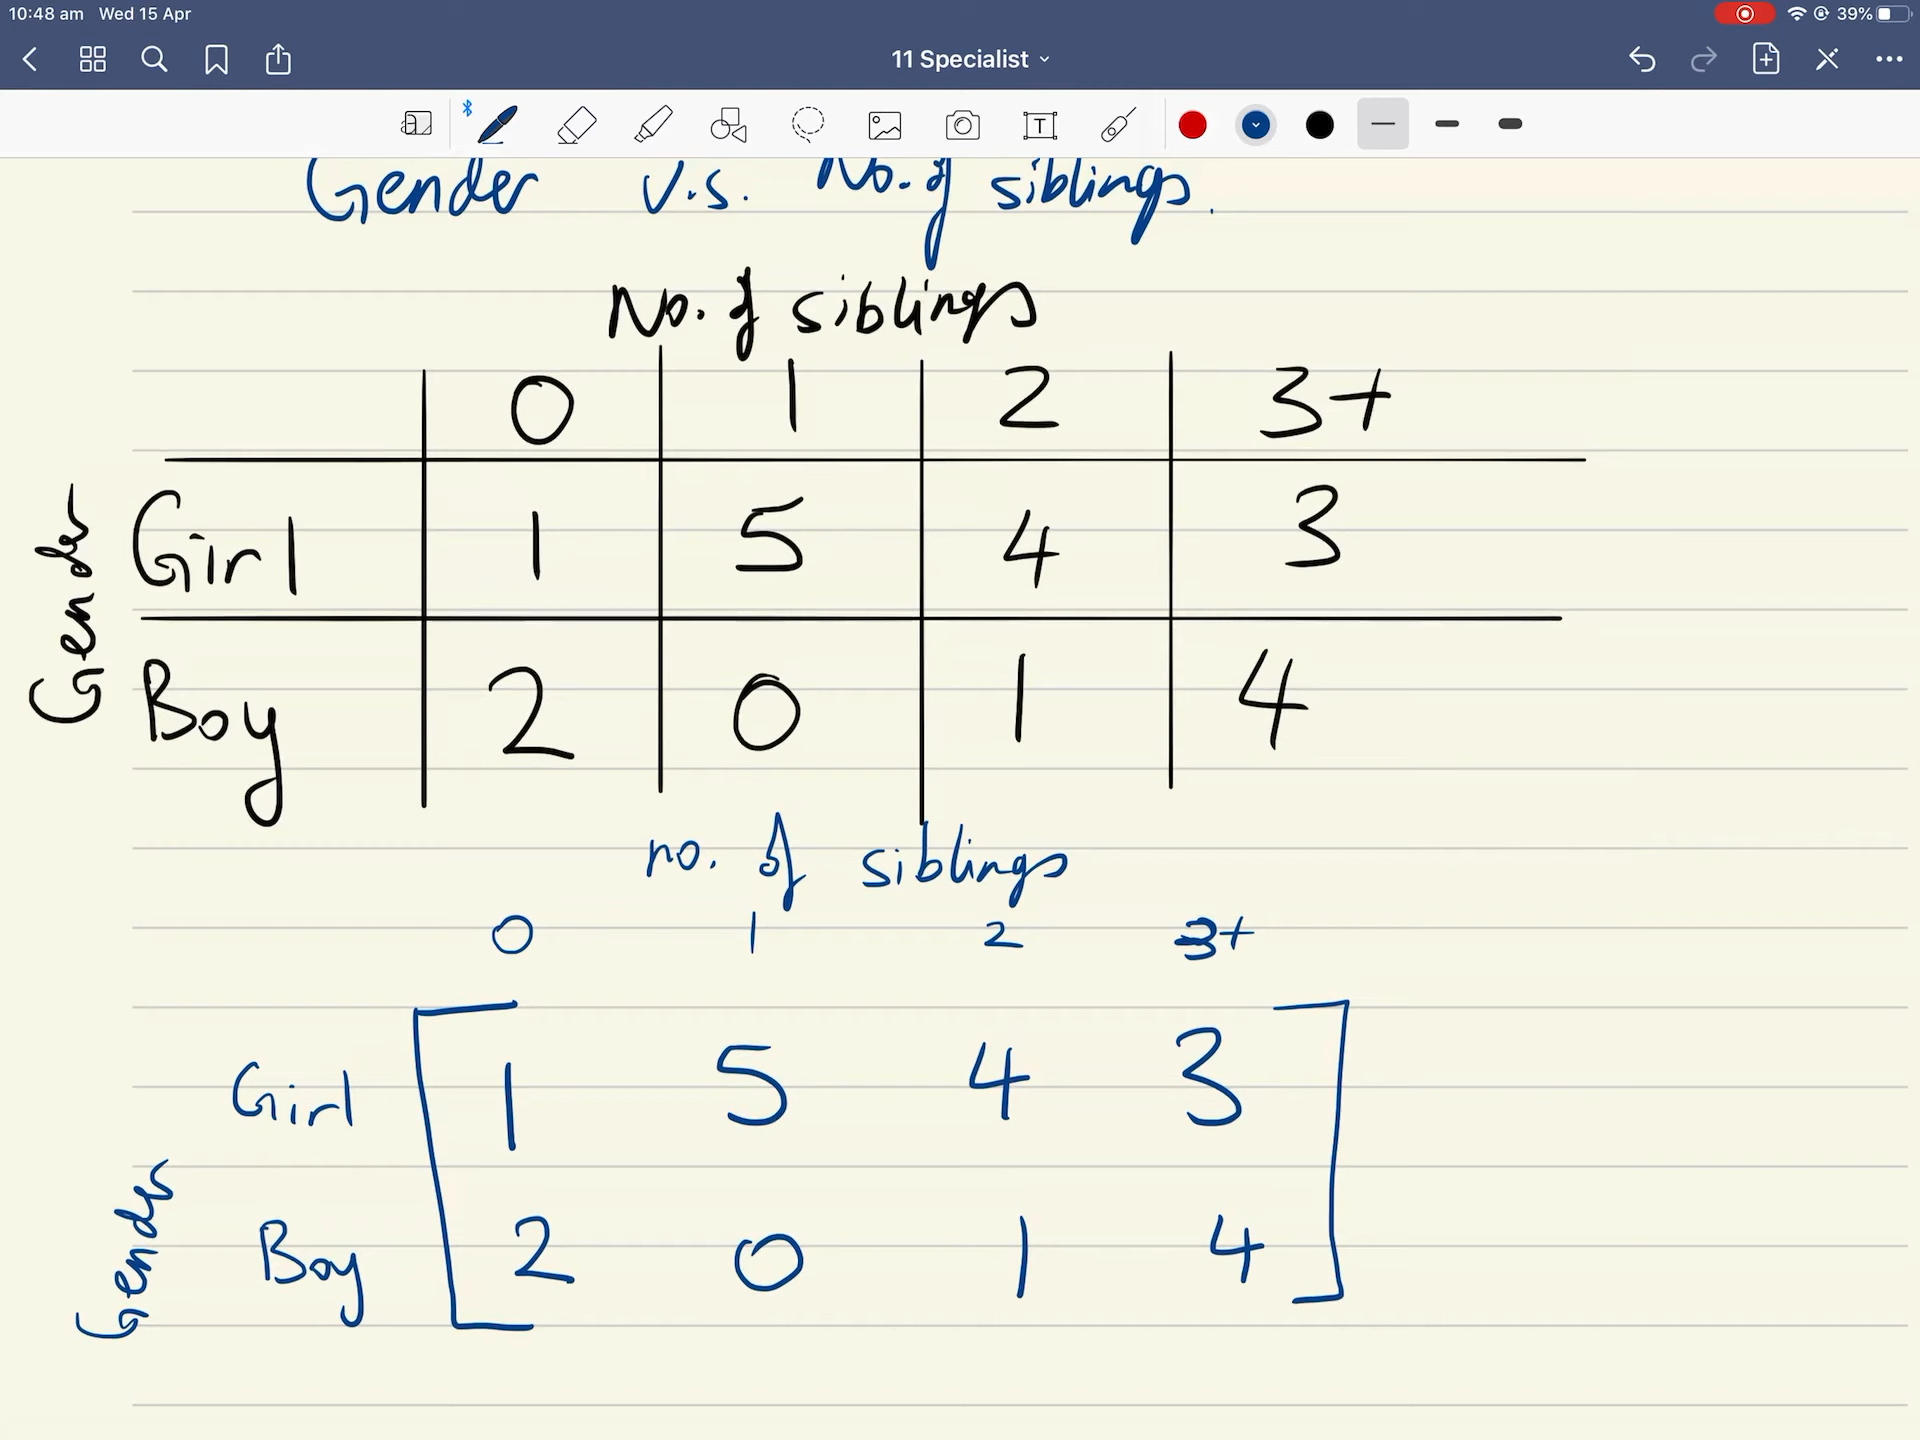 10:48 am Wed 15 Apr 39%
11 Specialist
Gender v.s. No. of siblings.
No. of siblings
0 1 2 3+
Gender
Girl 1 5 4 3
Boy 2 0 1 4
no. of siblings
0 1 2 3+
Girl 1 5 4 3
Gender
Boy 2 0 1 4